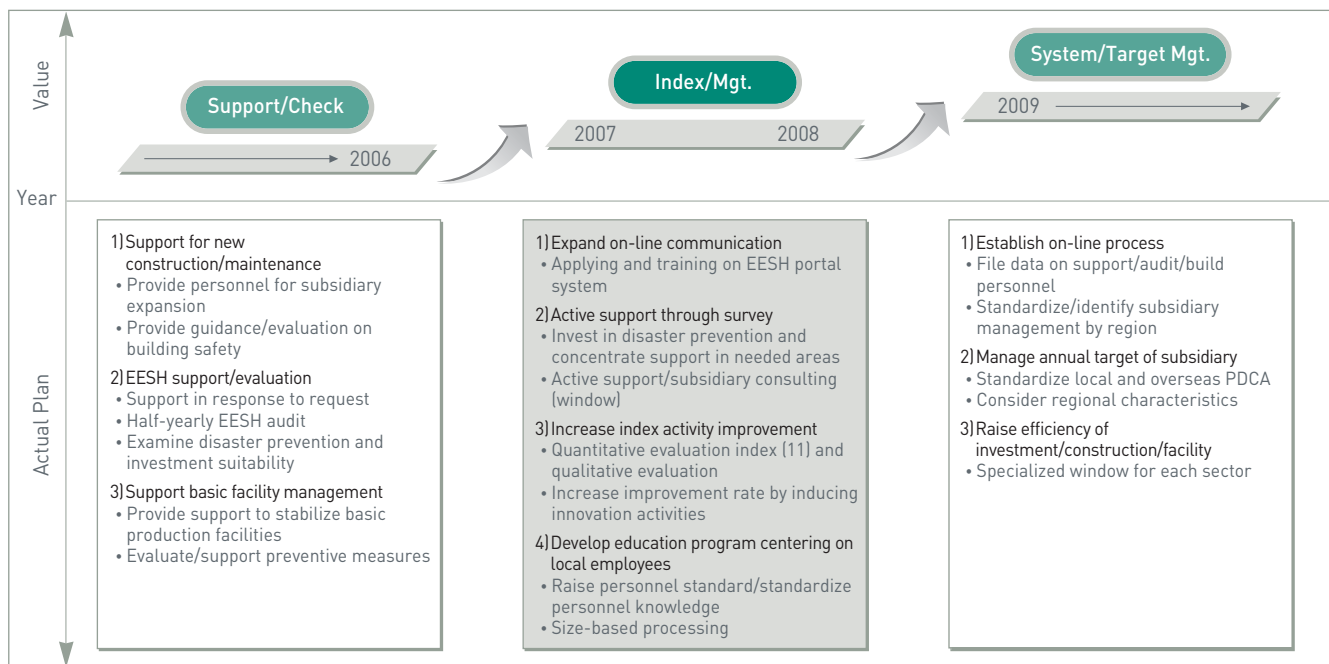 Value
Year
Actual Plan
Support/Check
2006
Index/Mgt.
2007 2008
System/Target Mgt.
2009
1) Support for new
construction/maintenance
• Provide personnel for subsidiary
expansion
• Provide guidance/evaluation on
building safety
2) EESH support/evaluation
• Support in response to request
• Half-yearly EESH audit
• Examine disaster prevention and
investment suitability
3) Support basic facility management
• Provide support to stabilize basic
production facilities
• Evaluate/support preventive measures
1) Expand on-line communication
• Applying and training on EESH portal
system
2) Active support through survey
• Invest in disaster prevention and
concentrate support in needed areas
• Active support/subsidiary consulting
(window)
3) Increase index activity improvement
• Quantitative evaluation index (11) and
qualitative evaluation
• Increase improvement rate by inducing
innovation activities
4) Develop education program centering on
local employees
• Raise personnel standard/standardize
personnel knowledge
• Size-based processing
1) Establish on-line process
• File data on support/audit/build
personnel
• Standardize/identify subsidiary
management by region
2) Manage annual target of subsidiary
• Standardize local and overseas PDCA
• Consider regional characteristics
3) Raise efficiency of
investment/construction/facility
• Specialized window for each sector